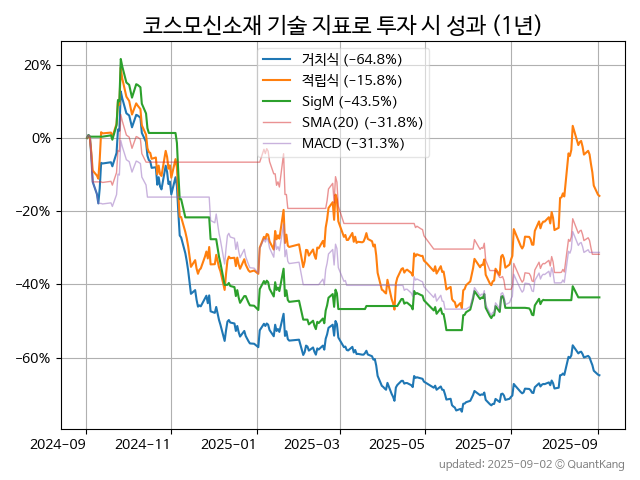 코스모신소재 기술 지표로 투자 시 성과 (1년)
거치식 (−64.8%)
적립식 (−15.8%)
SigM (−43.5%)
SMA(20) (−31.8%)
MACD (−31.3%)
20%
0%
−20%
−40%
−60%
2024-09 2024-11 2025-01 2025-03 2025-05 2025-07 2025-09
updated: 2025-09-02 © QuantKang